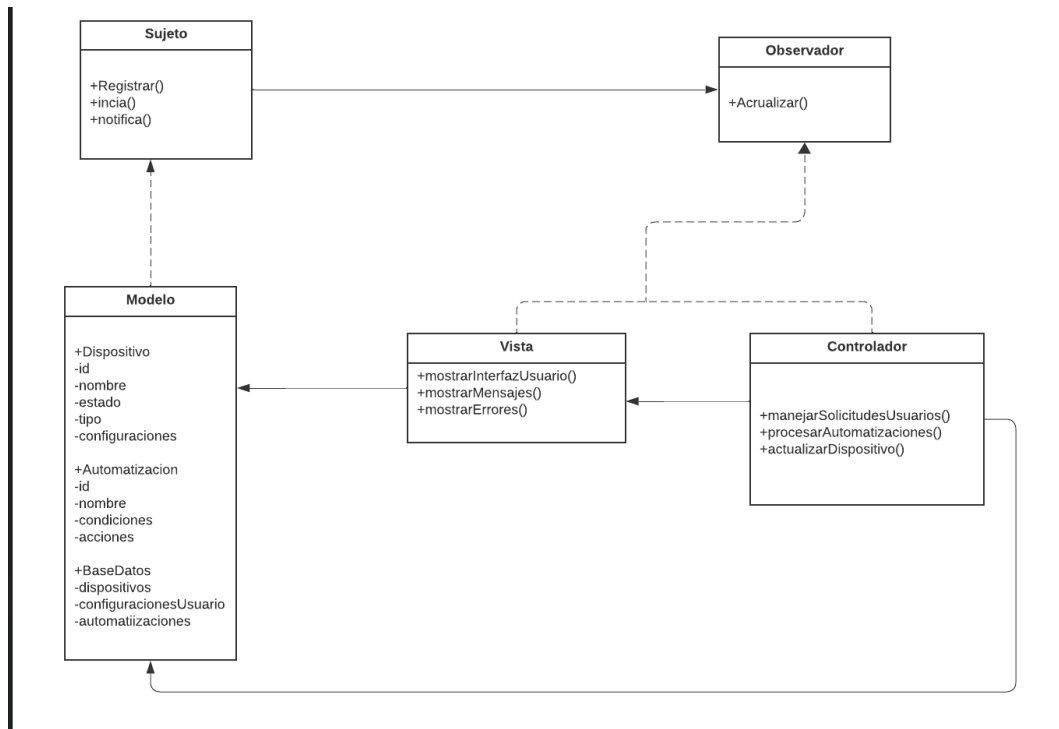 Sujeto
+Registrar()
+incia()
+notifica()
Observador
+Acrualizar()
Modelo
+Dispositivo
-id
-nombre
-estado
-tipo
-configuraciones
+Automatizacion
-id
-nombre
-condiciones
-acciones
+BaseDatos
-dispositivos
-configuracionesUsuario
-automatiizaciones
Vista
+mostrarInterfazUsuario()
+mostrarMensajes()
+mostrarErrores()
Controlador
+manejarSolicitudesUsuarios()
+procesarAutomatizaciones()
+actualizarDispositivo()